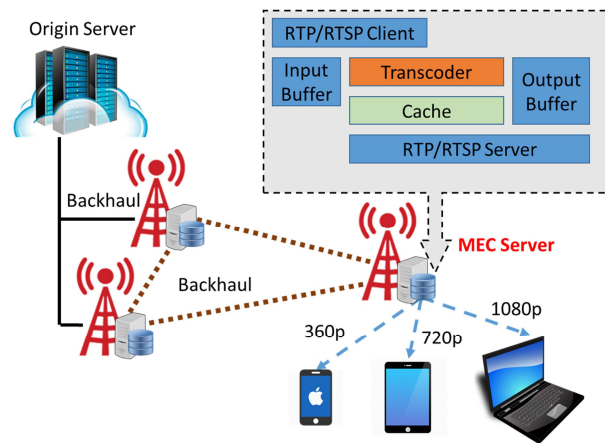 Origin Server
RTP/RTSP Client
Input
Buffer
Transcoder
Cache
Output
Buffer
RTP/RTSP Server
Backhaul
MEC Server
Backhaul
360p
720p
1080p